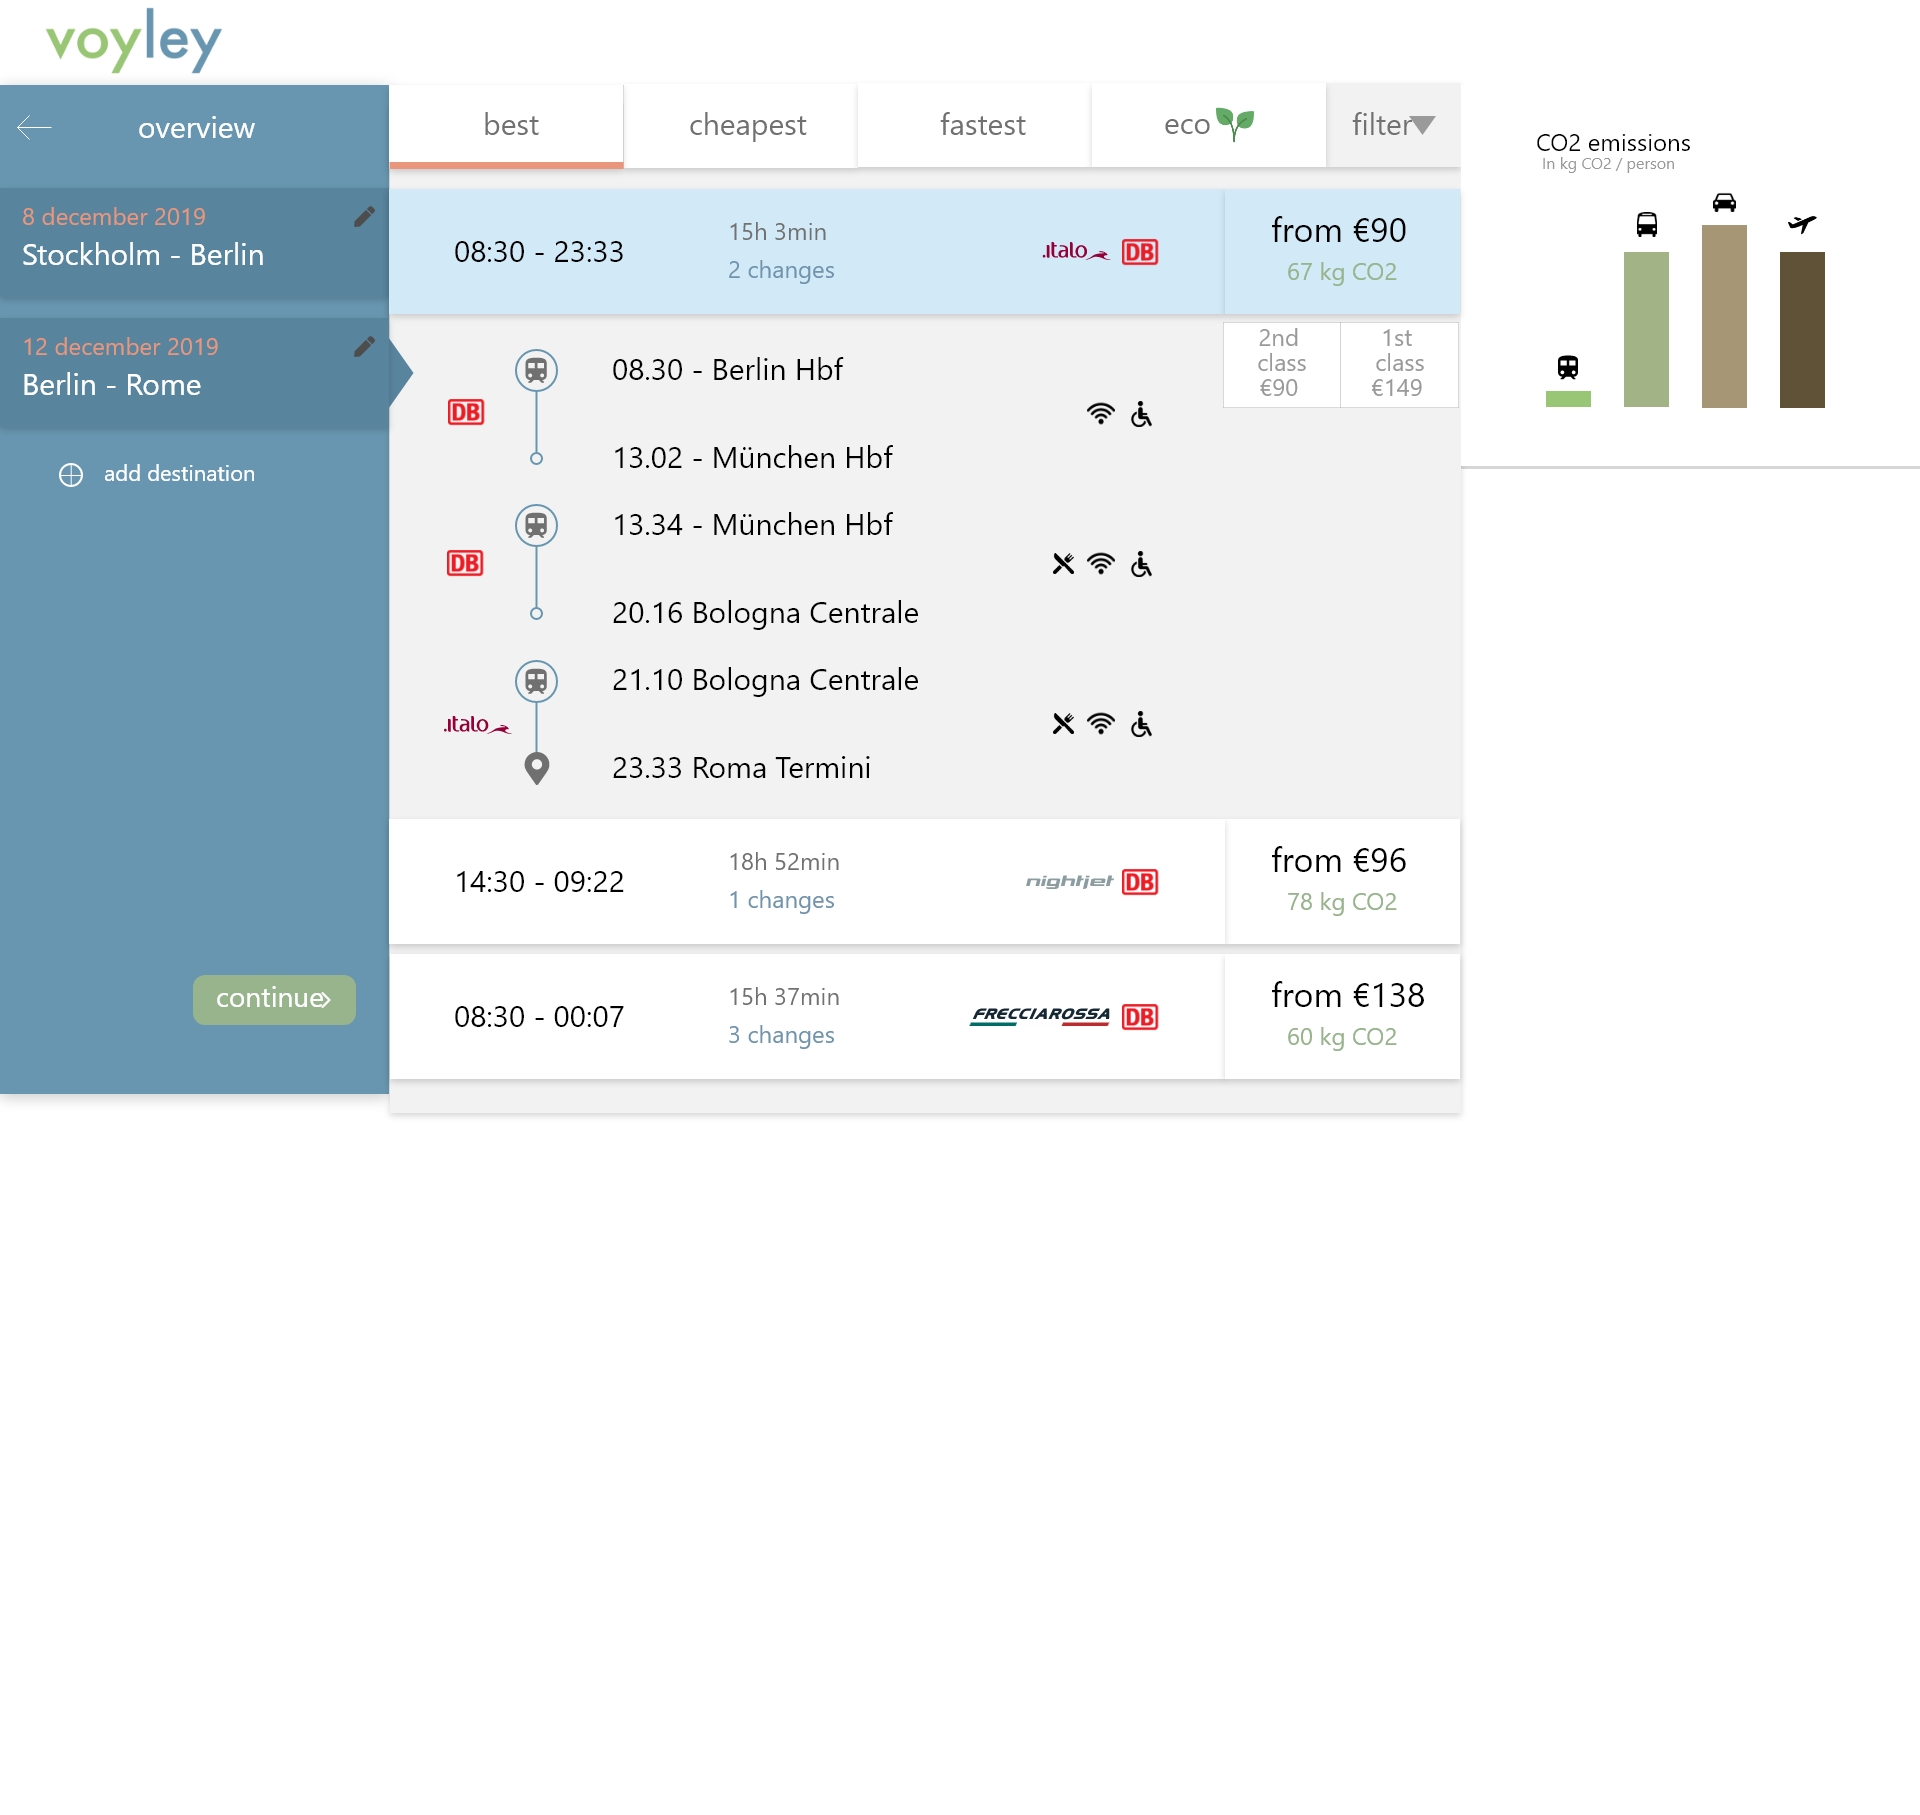 voyley
overview
8 december 2019
Stockholm - Berlin
12 december 2019
Berlin - Rome
add destination
continue
best
cheapest
fastest
eco
filter
08:30 - 23:33
15h 3min
2 changes
.italo
DB
from €90
67 kg CO2
2nd
class
€90
1st
class
€149
08.30 - Berlin Hbf
DB
13.02 - München Hbf
13.34 - München Hbf
DB
20.16 Bologna Centrale
21.10 Bologna Centrale
.italo
23.33 Roma Termini
14:30 - 09:22
18h 52min
1 changes
nightjet
DB
from €96
78 kg CO2
08:30 - 00:07
15h 37min
3 changes
FRECCIAROSSA
DB
from €138
60 kg CO2
CO2 emissions
In kg CO2 / person